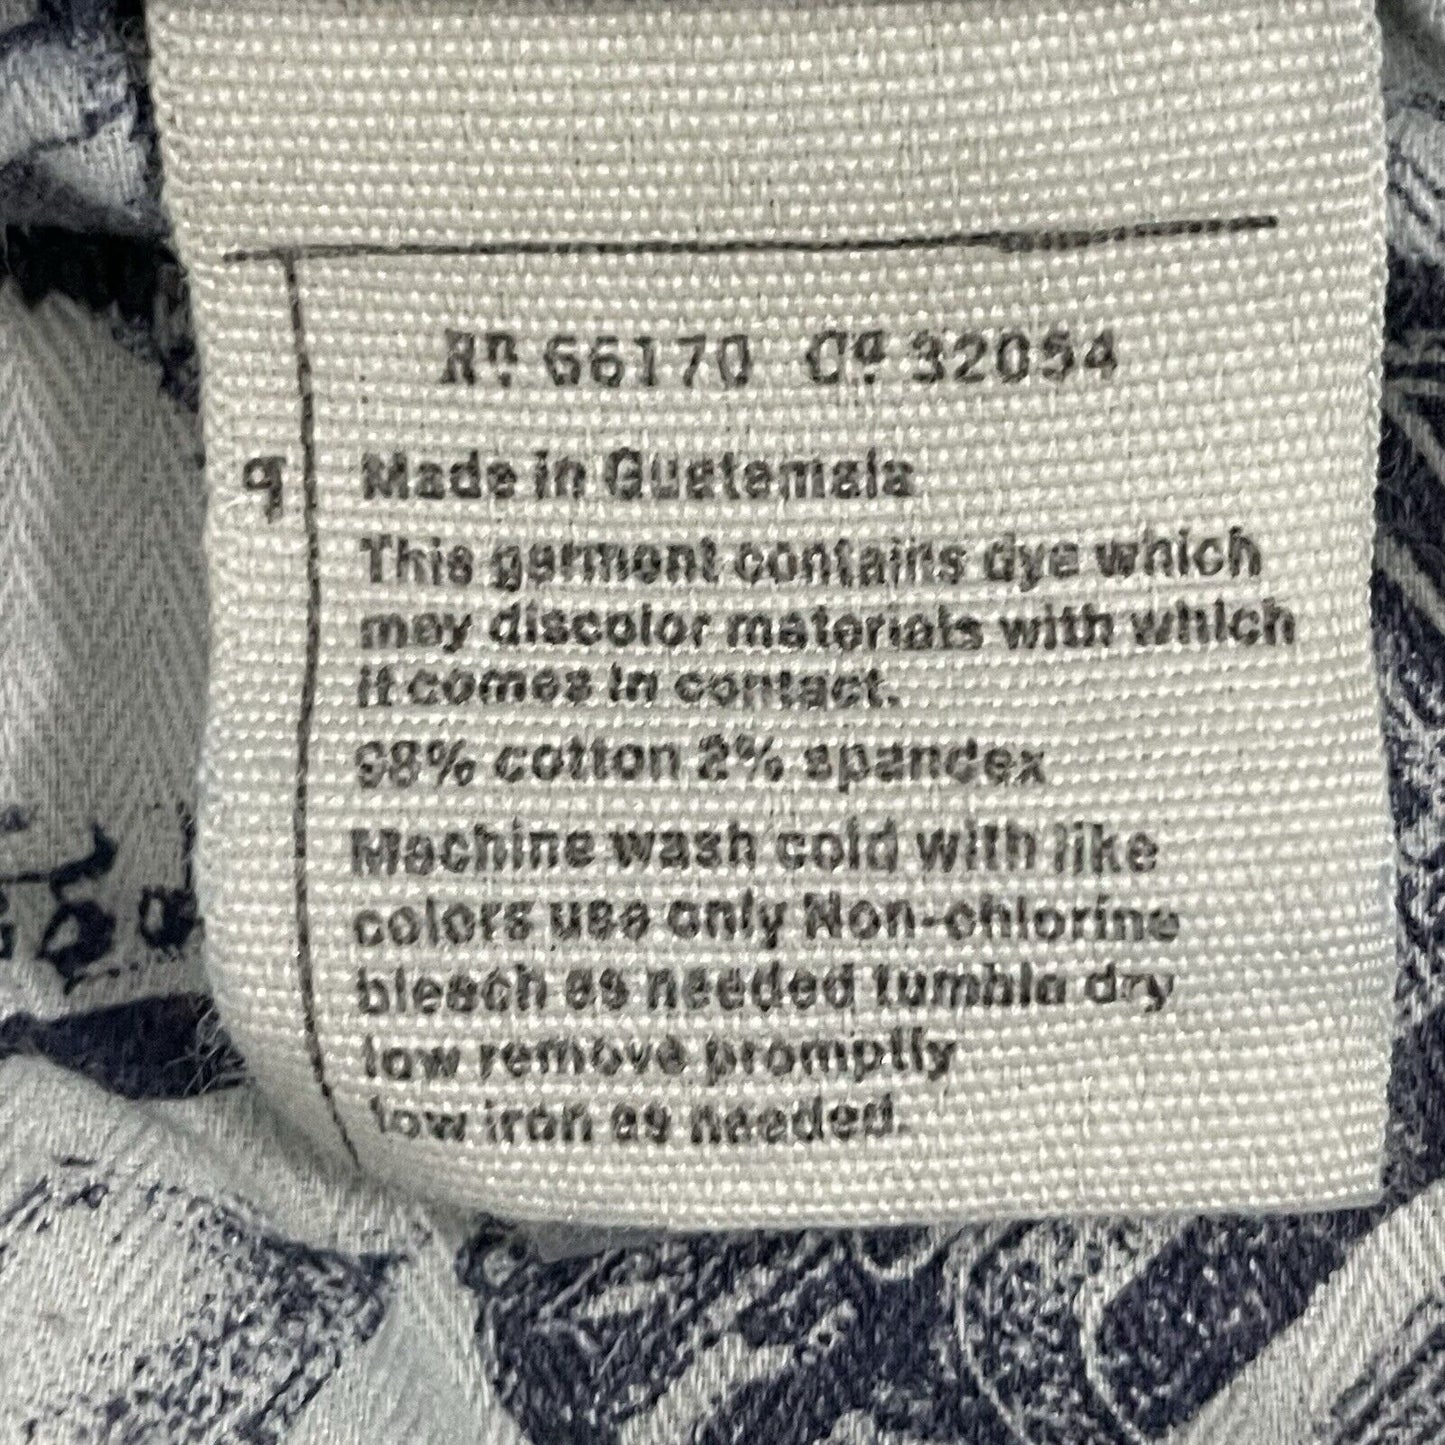 Rn. 66170 Ca. 32054
q
Made in Guatemala
This garment contains dye which
may discolor materials with which
it comes in contact.
98% cotton 2% spandex
Machine wash cold with like
colors use only Non-chlorine
bleach as needed tumble dry
low remove promptly
low iron as needed.